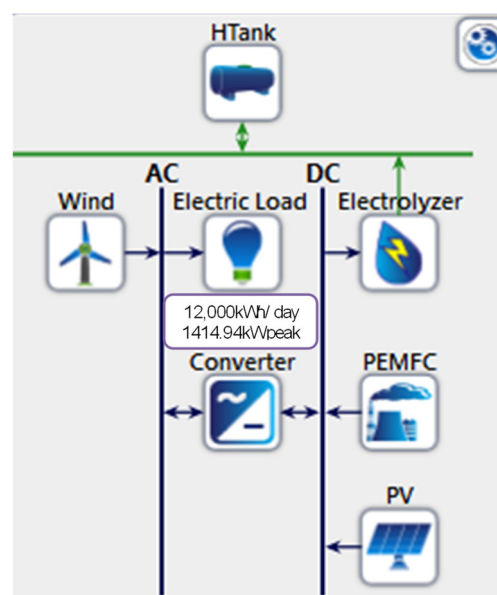 HTank
AC
DC
Wind
Electric Load
Electrolyzer
12,000kWh/ day
1414.94kWpeak
Converter
PEMFC
PV